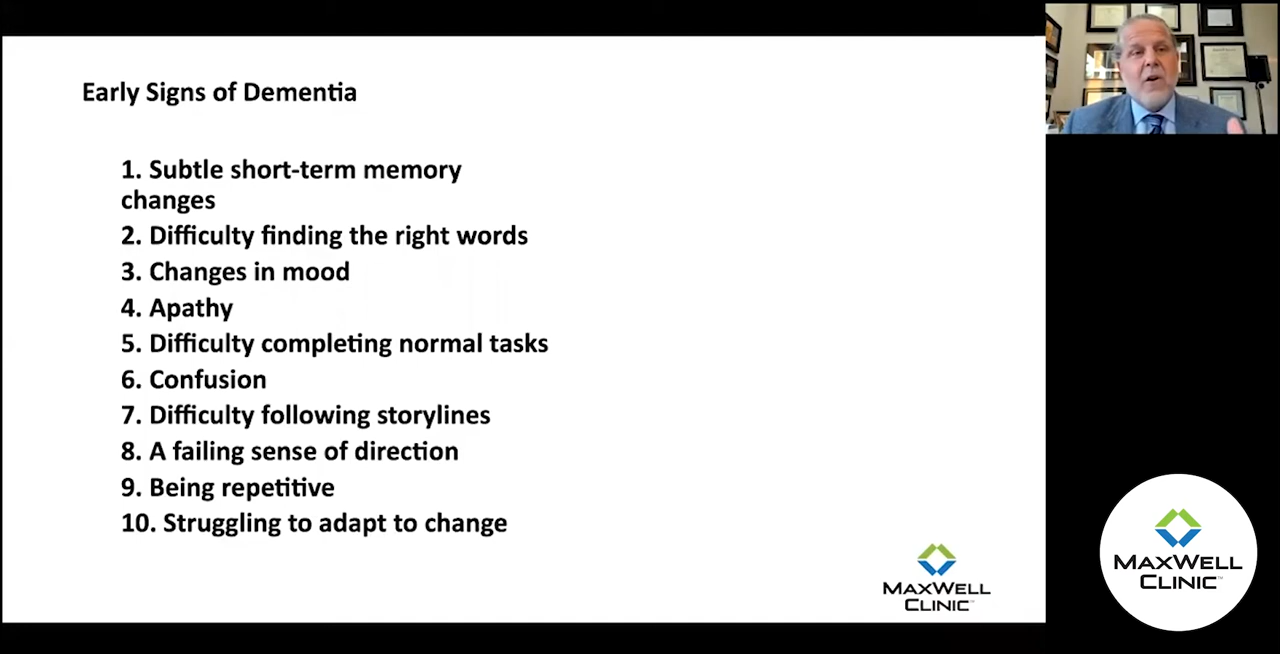 Early Signs of Dementia
1. Subtle short-term memory
changes
2. Difficulty finding the right words
3. Changes in mood
4. Apathy
5. Difficulty completing normal tasks
6. Confusion
7. Difficulty following storylines
8. A failing sense of direction
9. Being repetitive
10. Struggling to adapt to change
MAXWELL
CLINIC™
MAXWELL
CLINIC™